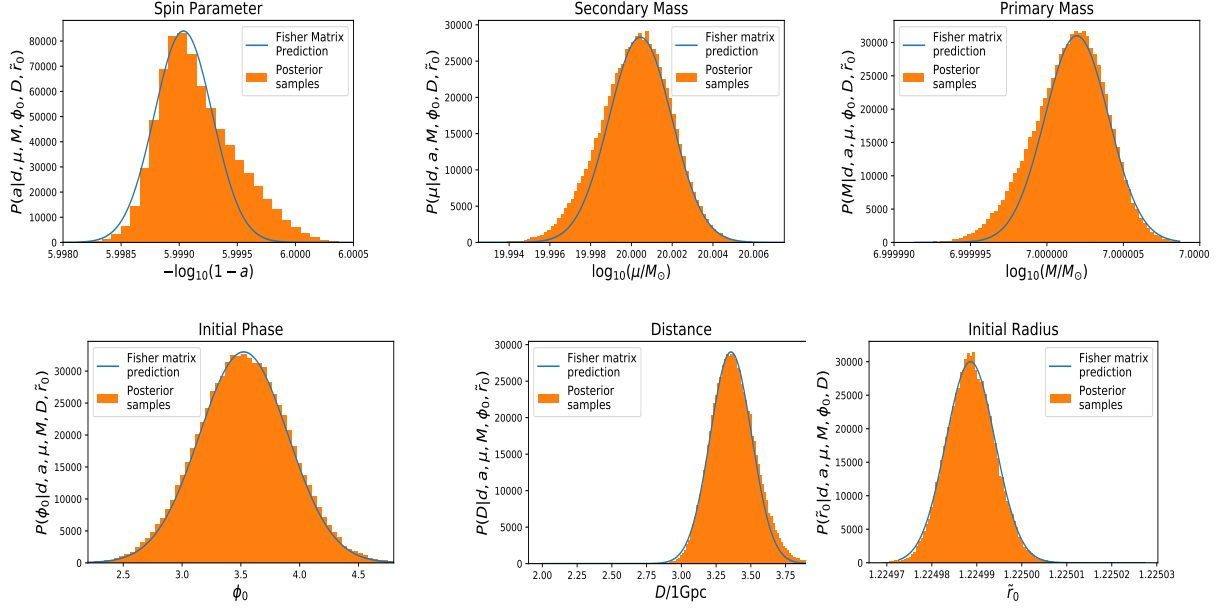 Spin Parameter
P(a|d, μ, M, ϕ₀, D, r̃₀)
80000
70000
60000
50000
40000
30000
20000
10000
0
Fisher Matrix
Prediction
Posterior
samples
5.9980 5.9985 5.9990 5.9995 6.0000 6.0005
−log₁₀(1 − a)
Secondary Mass
P(μ|d, a, M, ϕ₀, D, r̃₀)
30000
25000
20000
15000
10000
5000
0
Fisher matrix
prediction
Posterior
samples
19.994 19.996 19.998 20.000 20.002 20.004 20.006
log₁₀(μ/M⊙)
Primary Mass
P(M|d, a, μ, ϕ₀, D, r̃₀)
30000
25000
20000
15000
10000
5000
0
Fisher matrix
prediction
Posterior
samples
6.999990 6.999995 7.000000 7.000005 7.0000
log₁₀(M/M⊙)
Initial Phase
P(ϕ₀|d, a, μ, M, D, r̃₀)
30000
25000
20000
15000
10000
5000
0
Fisher matrix
prediction
Posterior
samples
2.5 3.0 3.5 4.0 4.5
ϕ₀
Distance
P(D|d, a, μ, M, ϕ₀, r̃₀)
30000
25000
20000
15000
10000
5000
0
Fisher matrix
prediction
Posterior
samples
2.00 2.25 2.50 2.75 3.00 3.25 3.50 3.75
D/1Gpc
Initial Radius
P(r̃₀|d, a, μ, M, ϕ₀, D)
30000
25000
20000
15000
10000
5000
0
Fisher matrix
prediction
Posterior
samples
1.22497 1.22498 1.22499 1.22500 1.22501 1.22502 1.22503
r̃₀